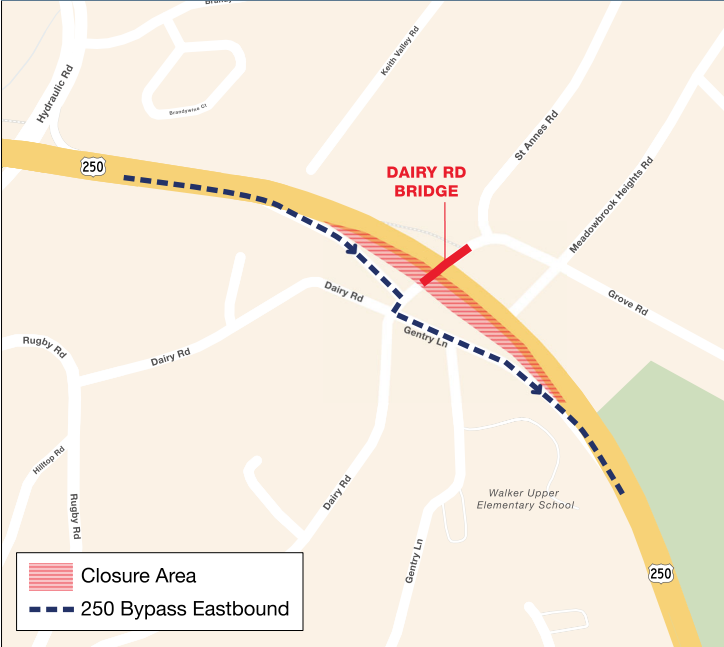 Hydraulic Rd
Brandywine Ct
Keith Valley Rd
250
St Annes Rd
DAIRY RD
BRIDGE
Meadowbrook Heights Rd
Dairy Rd
Grove Rd
Gentry Ln
Rugby Rd
Dairy Rd
Hilltop Rd
Dairy Rd
Walker Upper
Elementary School
Rugby Rd
Gentry Ln
250
Closure Area
250 Bypass Eastbound